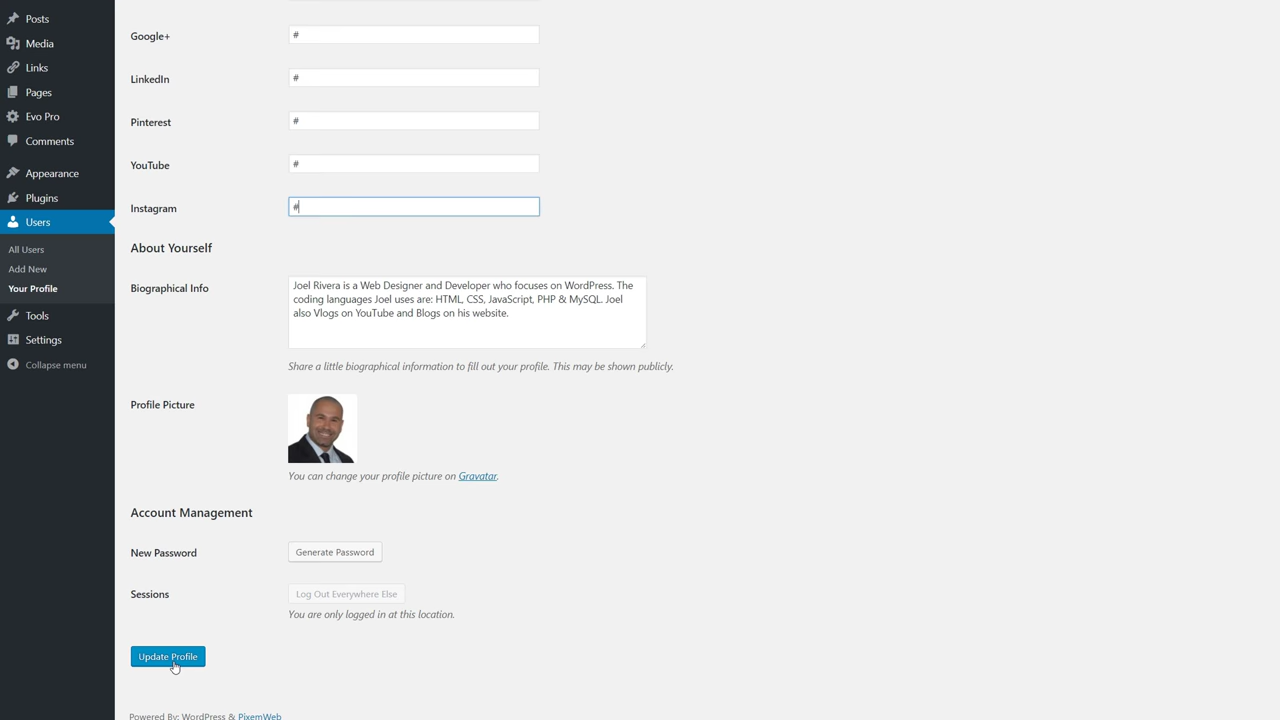 Posts
Media
Links
Pages
Evo Pro
Comments
Appearance
Plugins
Users
All Users
Add New
Your Profile
Tools
Settings
Collapse menu
Google+
#
LinkedIn
#
Pinterest
#
YouTube
#
Instagram
#
About Yourself
Biographical Info
Joel Rivera is a Web Designer and Developer who focuses on WordPress. The
coding languages Joel uses are: HTML, CSS, JavaScript, PHP & MySQL. Joel
also Vlogs on YouTube and Blogs on his website.
Share a little biographical information to fill out your profile. This may be shown publicly.
Profile Picture
You can change your profile picture on Gravatar.
Account Management
New Password
Generate Password
Sessions
Log Out Everywhere Else
You are only logged in at this location.
Update Profile
Powered By: WordPress & PixemWeb